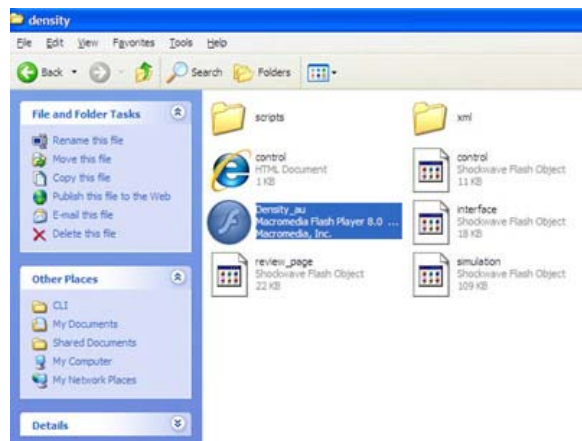 density
File Edit View Favorites Tools Help
Back Search Folders
File and Folder Tasks
Rename this file
Move this file
Copy this file
Publish this file to the Web
E-mail this file
Delete this file
Other Places
CLI
My Documents
Shared Documents
My Computer
My Network Places
Details
scripts
xml
control
HTML Document
1 KB
control
Shockwave Flash Object
11 KB
Density_au
Macromedia Flash Player 8.0 ...
Macromedia, Inc.
interface
Shockwave Flash Object
18 KB
review_page
Shockwave Flash Object
22 KB
simulation
Shockwave Flash Object
109 KB